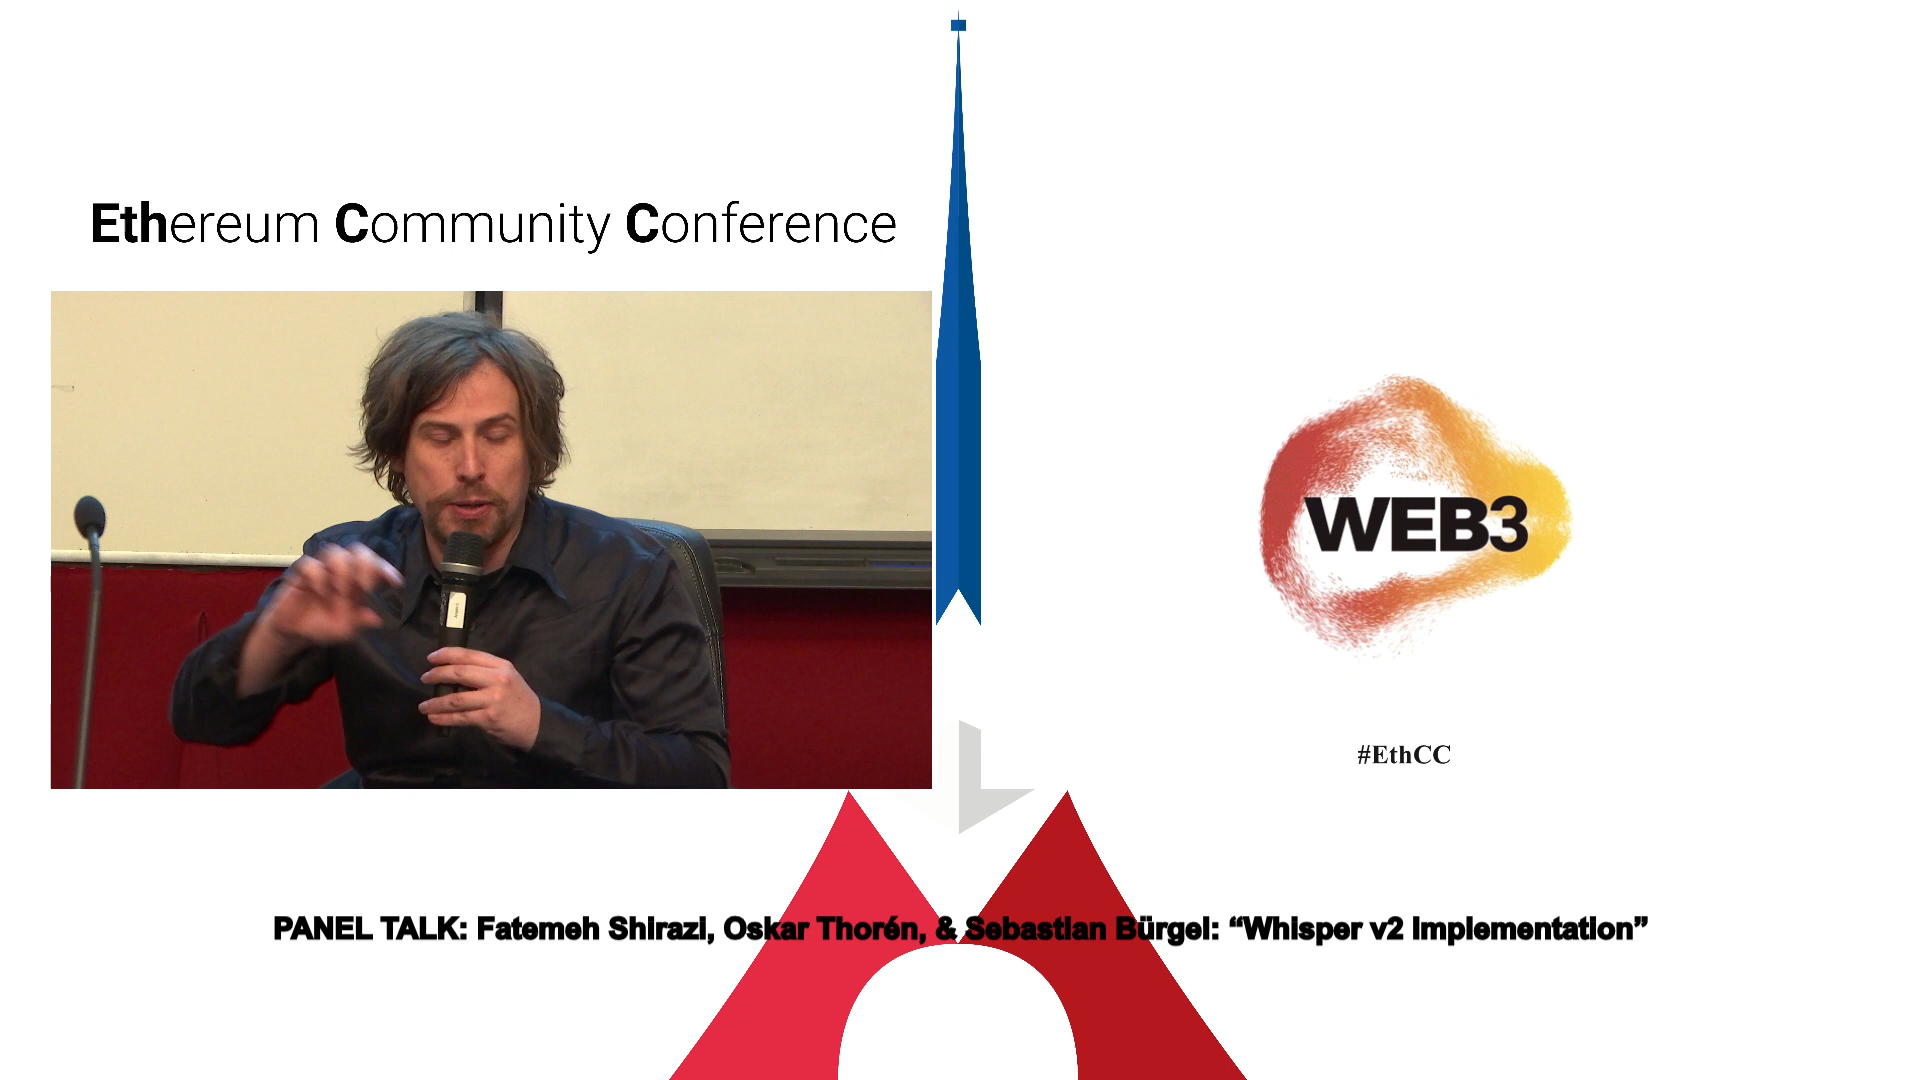 Ethereum Community Conference
WEB3
#EthCC
PANEL TALK: Fatemeh Shirazi, Oskar Thorén, & Sebastian Bürgel: “Whisper v2 Implementation”